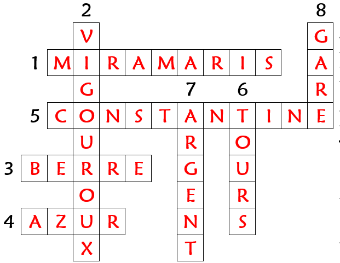 2 8
VIGOUROUX
GARE
1 MIRAMARIS
7 6
5 CONSTANTINE
ARGENT
TOURS
3 BERRE
4 AZUR